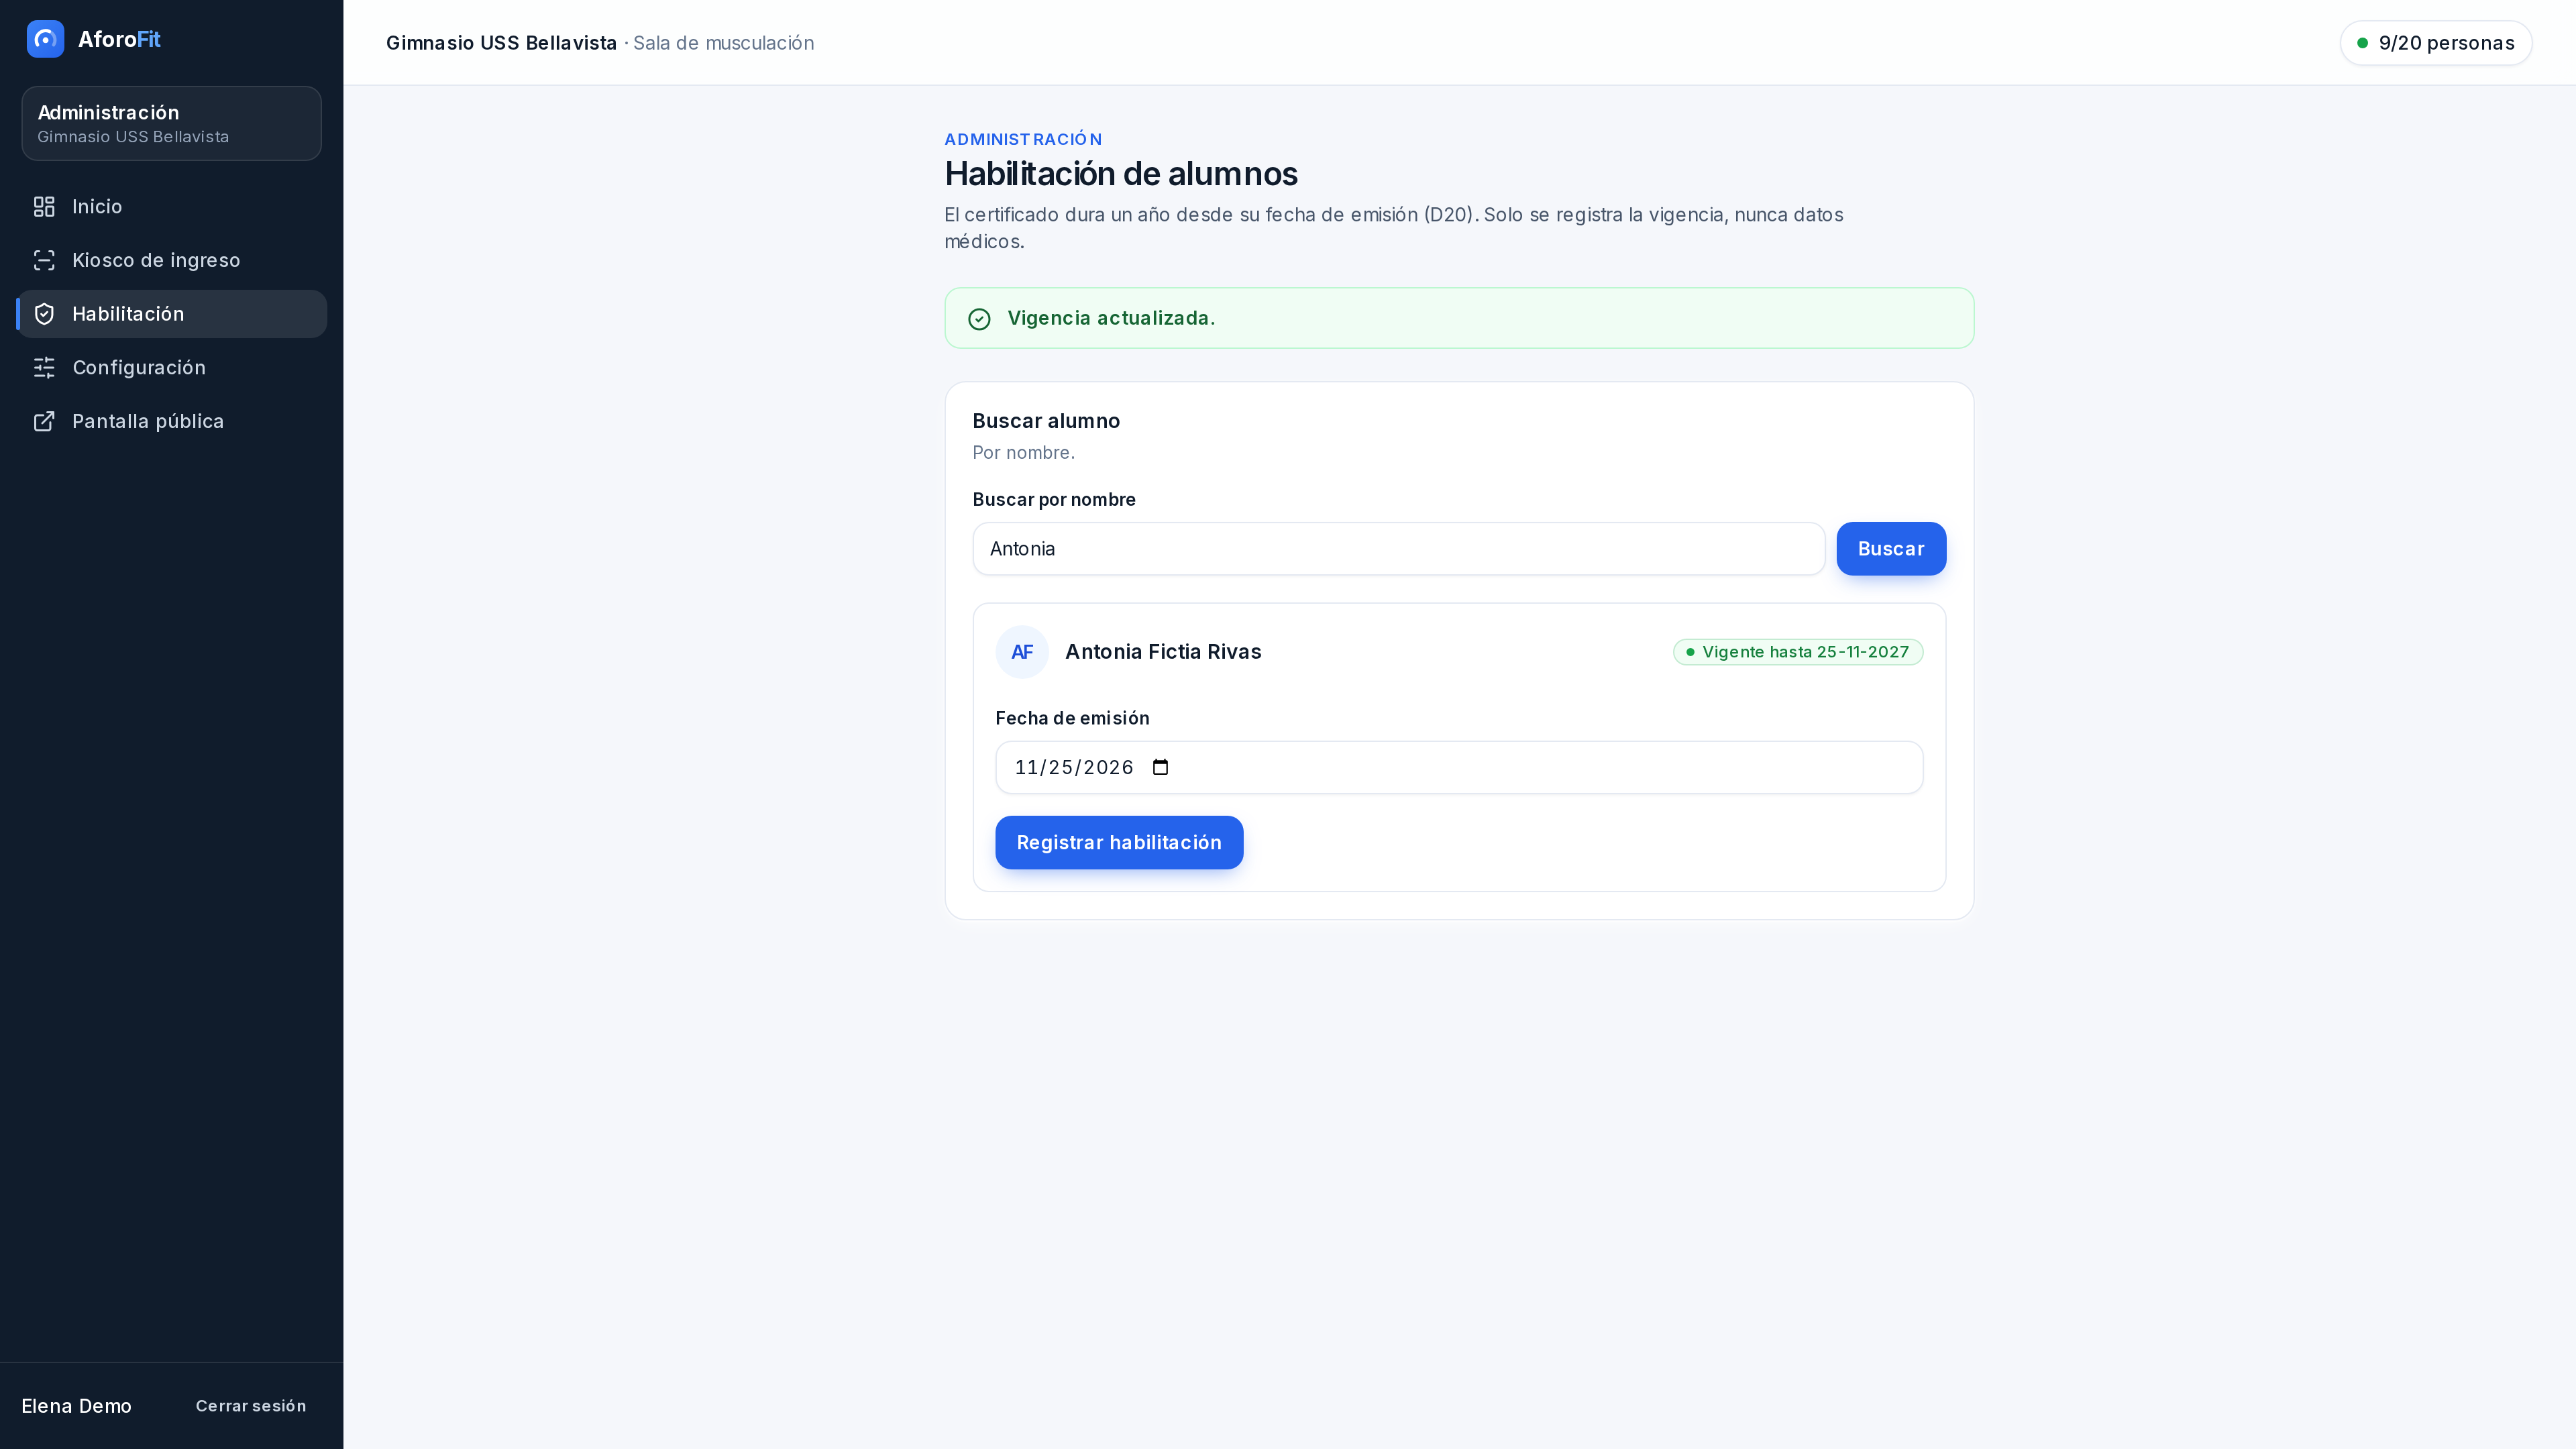 AforoFit
Administración
Gimnasio USS Bellavista
Inicio
Kiosco de ingreso
Habilitación
Configuración
Pantalla pública
Elena Demo
Cerrar sesión
Gimnasio USS Bellavista · Sala de musculación
9/20 personas
ADMINISTRACIÓN
Habilitación de alumnos
El certificado dura un año desde su fecha de emisión (D20). Solo se registra la vigencia, nunca datos
médicos.
Vigencia actualizada.
Buscar alumno
Por nombre.
Buscar por nombre
Antonia
Buscar
AF
Antonia Fictia Rivas
Vigente hasta 25-11-2027
Fecha de emisión
11/25/2026
Registrar habilitación